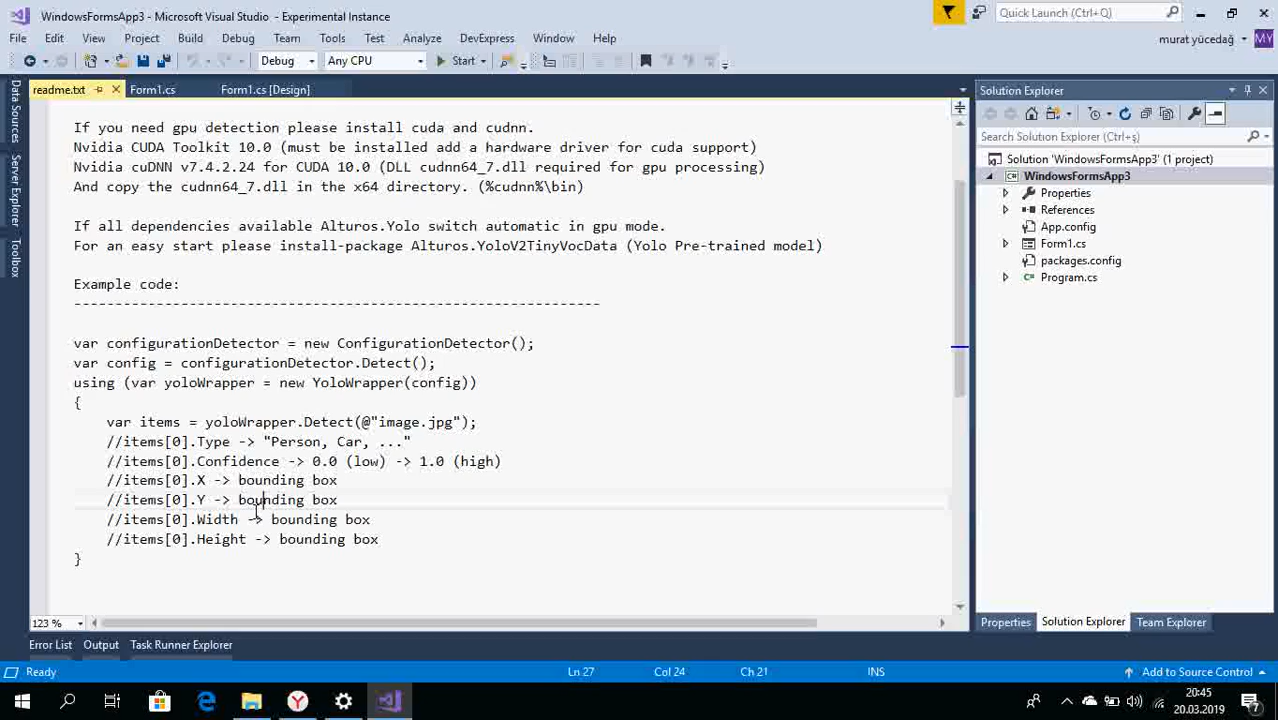 WindowsFormsApp3 - Microsoft Visual Studio - Experimental Instance
Quick Launch (Ctrl+Q)
File Edit View Project Build Debug Team Tools Test Analyze DevExpress Window Help
murat yücedağ MY
Debug Any CPU Start
readme.txt Form1.cs Form1.cs [Design]
Data Sources
Server Explorer
Toolbox
If you need gpu detection please install cuda and cudnn.
Nvidia CUDA Toolkit 10.0 (must be installed add a hardware driver for cuda support)
Nvidia cuDNN v7.4.2.24 for CUDA 10.0 (DLL cudnn64_7.dll required for gpu processing)
And copy the cudnn64_7.dll in the x64 directory. (%cudnn%\bin)
If all dependencies available Alturos.Yolo switch automatic in gpu mode.
For an easy start please install-package Alturos.YoloV2TinyVocData (Yolo Pre-trained model)
Example code:
----------------------------------------------------------------
var configurationDetector = new ConfigurationDetector();
var config = configurationDetector.Detect();
using (var yoloWrapper = new YoloWrapper(config))
{
var items = yoloWrapper.Detect(@"image.jpg");
//items[0].Type -> "Person, Car, ..."
//items[0].Confidence -> 0.0 (low) -> 1.0 (high)
//items[0].X -> bounding box
//items[0].Y -> bounding box
//items[0].Width -> bounding box
//items[0].Height -> bounding box
}
123 %
Solution Explorer
Search Solution Explorer (Ctrl+ş)
Solution 'WindowsFormsApp3' (1 project)
C# WindowsFormsApp3
Properties
References
App.config
Form1.cs
packages.config
C# Program.cs
Properties Solution Explorer Team Explorer
Error List Output Task Runner Explorer
Ready Ln 27 Col 24 Ch 21 INS Add to Source Control
20:45
20.03.2019
7